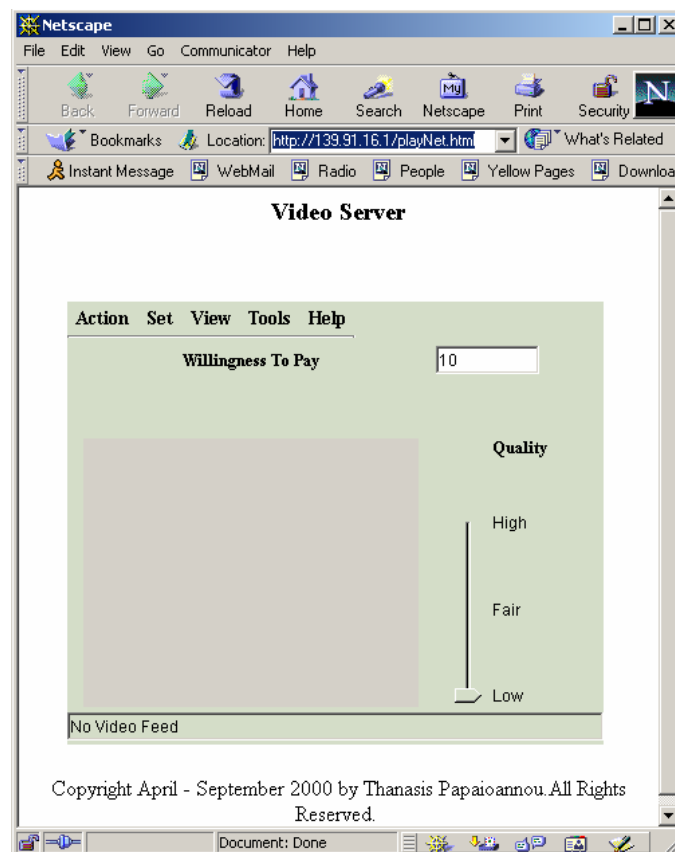 Netscape
File Edit View Go Communicator Help
Back Forward Reload Home Search My Netscape Print Security N
Bookmarks Location: http://139.91.16.1/playNet.html What's Related
Instant Message WebMail Radio People Yellow Pages Downloa
Video Server
Action Set View Tools Help
Willingness To Pay 10
Quality
High
Fair
Low
No Video Feed
Copyright April - September 2000 by Thanasis Papaioannou.All Rights
Reserved.
Document: Done